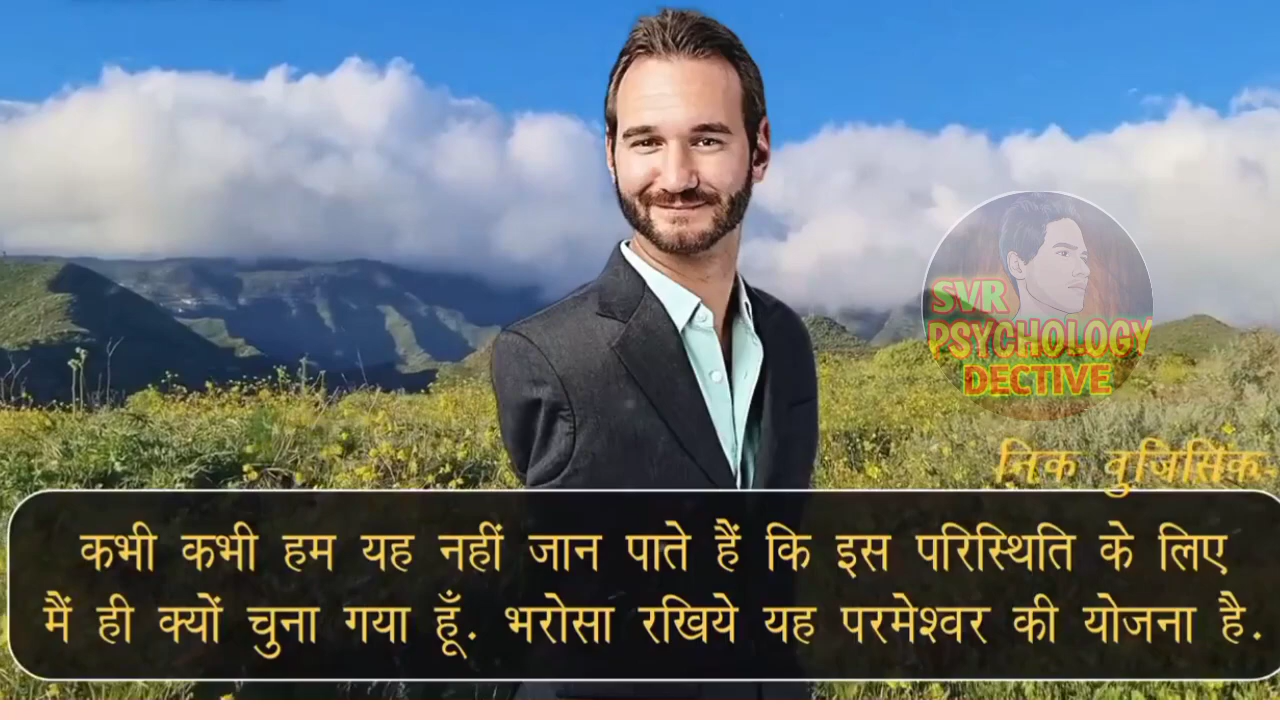 SVR
PSYCHOLOGY
DECTIVE
निक वुजिसिक-
कभी कभी हम यह नहीं जान पाते हैं कि इस परिस्थिति के लिए
मैं ही क्यों चुना गया हूँ. भरोसा रखिये यह परमेश्वर की योजना है.